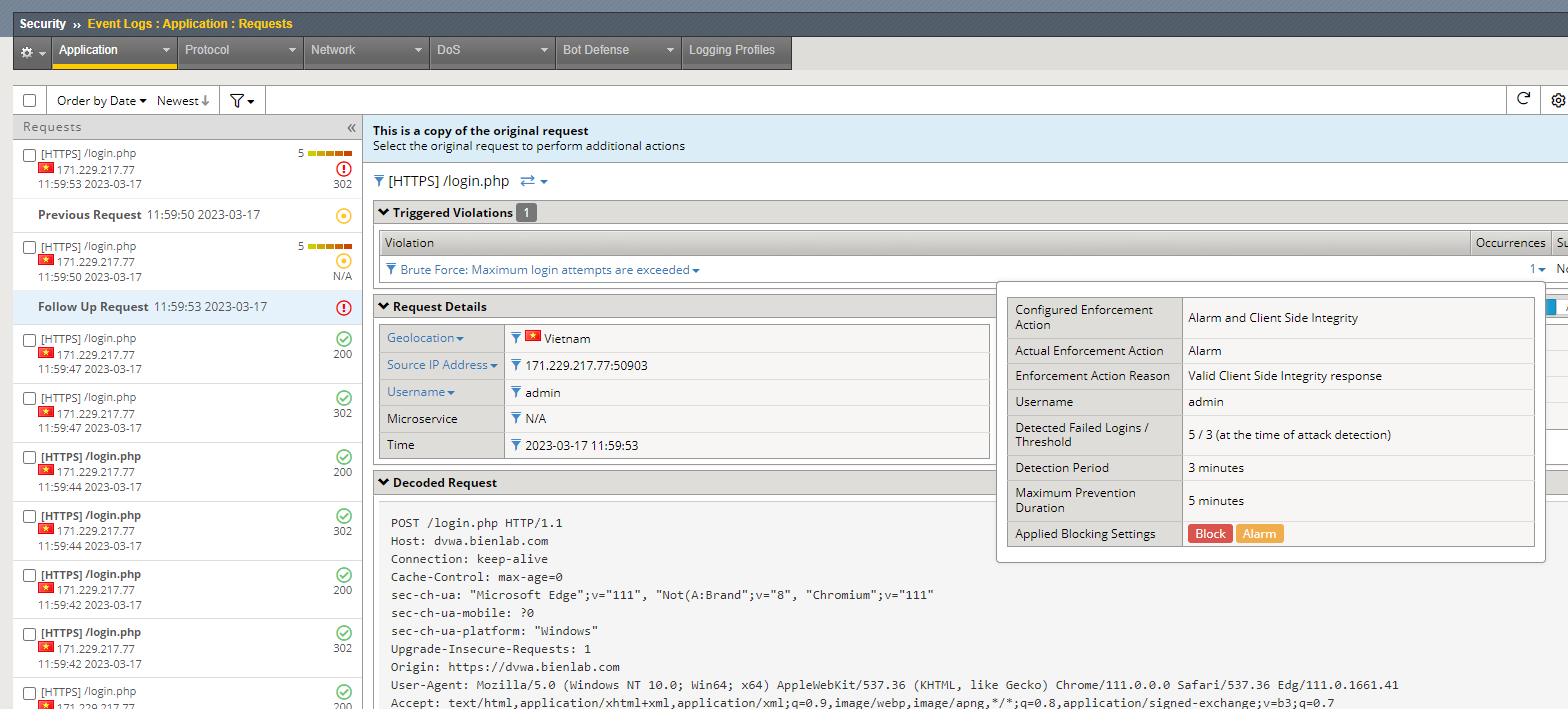 Security » Event Logs : Application : Requests
Application
Protocol
Network
DoS
Bot Defense
Logging Profiles
Order by Date
Newest
Requests
«
[HTTPS] /login.php 5
171.229.217.77
11:59:53 2023-03-17 302
Previous Request 11:59:50 2023-03-17
[HTTPS] /login.php 5
171.229.217.77
11:59:50 2023-03-17 N/A
Follow Up Request 11:59:53 2023-03-17
[HTTPS] /login.php
171.229.217.77 200
11:59:47 2023-03-17
[HTTPS] /login.php
171.229.217.77 302
11:59:47 2023-03-17
[HTTPS] /login.php
171.229.217.77 200
11:59:44 2023-03-17
[HTTPS] /login.php
171.229.217.77 302
11:59:44 2023-03-17
[HTTPS] /login.php
171.229.217.77 200
11:59:42 2023-03-17
[HTTPS] /login.php
171.229.217.77 302
11:59:42 2023-03-17
[HTTPS] /login.php
171.229.217.77 200
This is a copy of the original request
Select the original request to perform additional actions
[HTTPS] /login.php
Triggered Violations 1
Violation Occurrences
Brute Force: Maximum login attempts are exceeded 1
Request Details
Geolocation Vietnam
Source IP Address 171.229.217.77:50903
Username admin
Microservice N/A
Time 2023-03-17 11:59:53
Configured Enforcement
Action
Alarm and Client Side Integrity
Actual Enforcement Action Alarm
Enforcement Action Reason Valid Client Side Integrity response
Username admin
Detected Failed Logins /
Threshold
5 / 3 (at the time of attack detection)
Detection Period 3 minutes
Maximum Prevention
Duration
5 minutes
Applied Blocking Settings Block Alarm
Decoded Request
POST /login.php HTTP/1.1
Host: dvwa.bienlab.com
Connection: keep-alive
Cache-Control: max-age=0
sec-ch-ua: "Microsoft Edge";v="111", "Not(A:Brand";v="8", "Chromium";v="111"
sec-ch-ua-mobile: ?0
sec-ch-ua-platform: "Windows"
Upgrade-Insecure-Requests: 1
Origin: https://dvwa.bienlab.com
User-Agent: Mozilla/5.0 (Windows NT 10.0; Win64; x64) AppleWebKit/537.36 (KHTML, like Gecko) Chrome/111.0.0.0 Safari/537.36 Edg/111.0.1661.41
Accept: text/html,application/xhtml+xml,application/xml;q=0.9,image/webp,image/apng,*/*;q=0.8,application/signed-exchange;v=b3;q=0.7